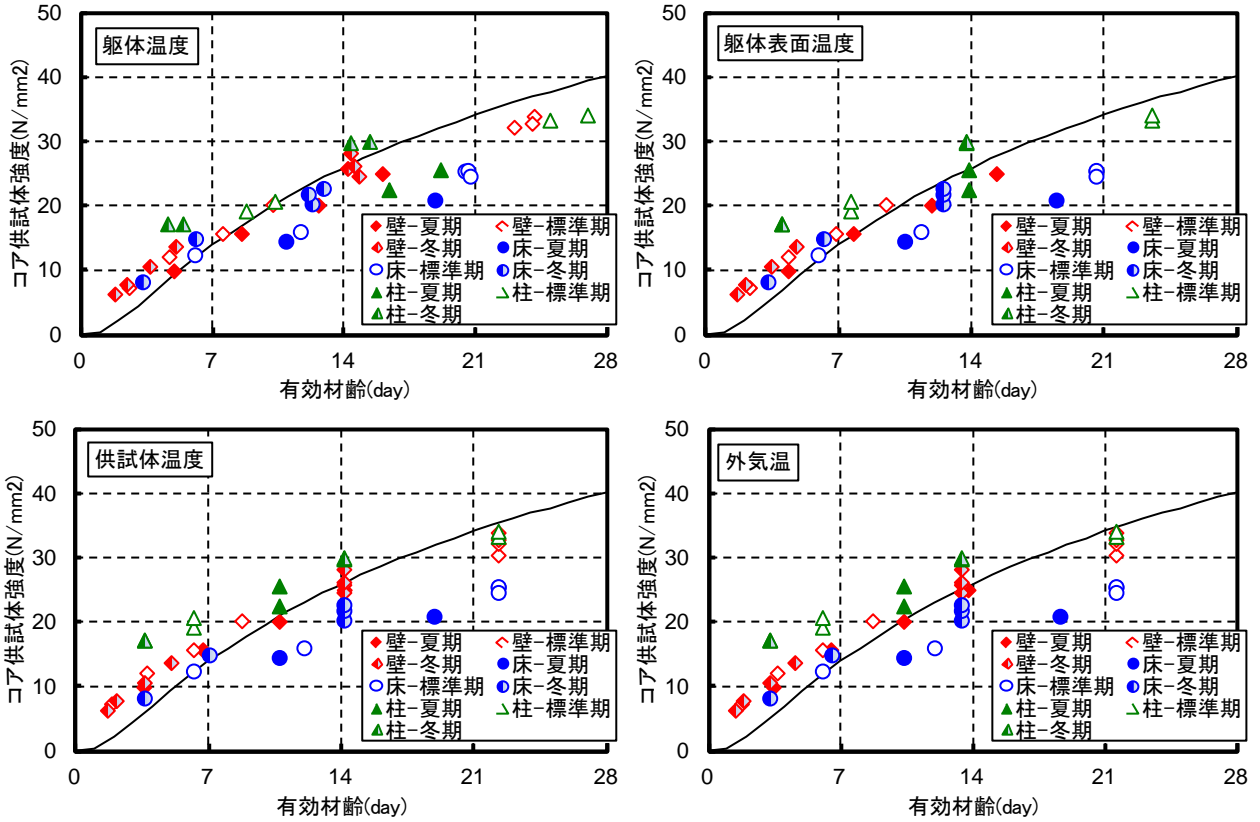 躯体温度
コア供試体強度(N/mm2)
50
40
30
20
10
0
0 7 14 21 28
有効材齢(day)
壁-夏期 壁-標準期
壁-冬期 床-夏期
床-標準期 床-冬期
柱-夏期 柱-標準期
柱-冬期
躯体表面温度
コア供試体強度(N/mm2)
50
40
30
20
10
0
0 7 14 21 28
有効材齢(day)
壁-夏期 壁-標準期
壁-冬期 床-夏期
床-標準期 床-冬期
柱-夏期 柱-標準期
柱-冬期
供試体温度
コア供試体強度(N/mm2)
50
40
30
20
10
0
0 7 14 21 28
有効材齢(day)
壁-夏期 壁-標準期
壁-冬期 床-夏期
床-標準期 床-冬期
柱-夏期 柱-標準期
柱-冬期
外気温
コア供試体強度(N/mm2)
50
40
30
20
10
0
0 7 14 21 28
有効材齢(day)
壁-夏期 壁-標準期
壁-冬期 床-夏期
床-標準期 床-冬期
柱-夏期 柱-標準期
柱-冬期